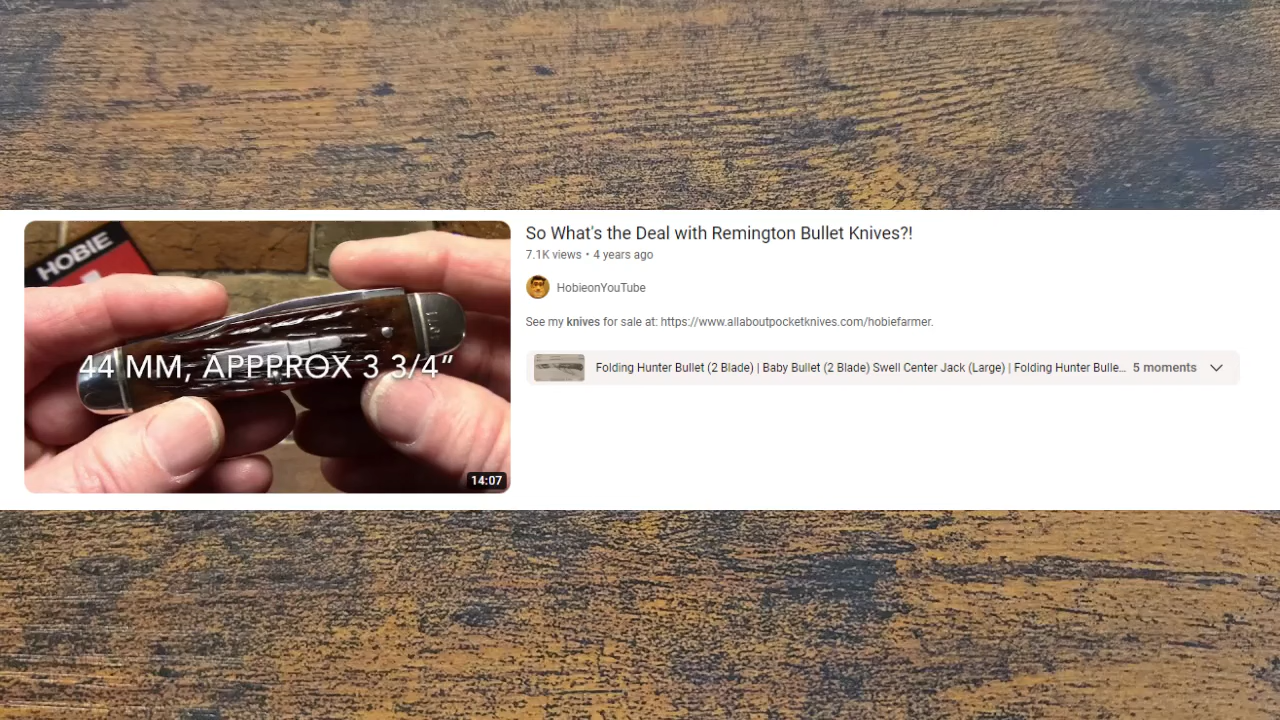 HOBIE
44 MM, APPPROX 3 3/4”
14:07
So What's the Deal with Remington Bullet Knives?!
7.1K views • 4 years ago
HobieonYouTube
See my knives for sale at: https://www.allaboutpocketknives.com/hobiefarmer.
Folding Hunter Bullet (2 Blade) | Baby Bullet (2 Blade) Swell Center Jack (Large) | Folding Hunter Bulle... 5 moments